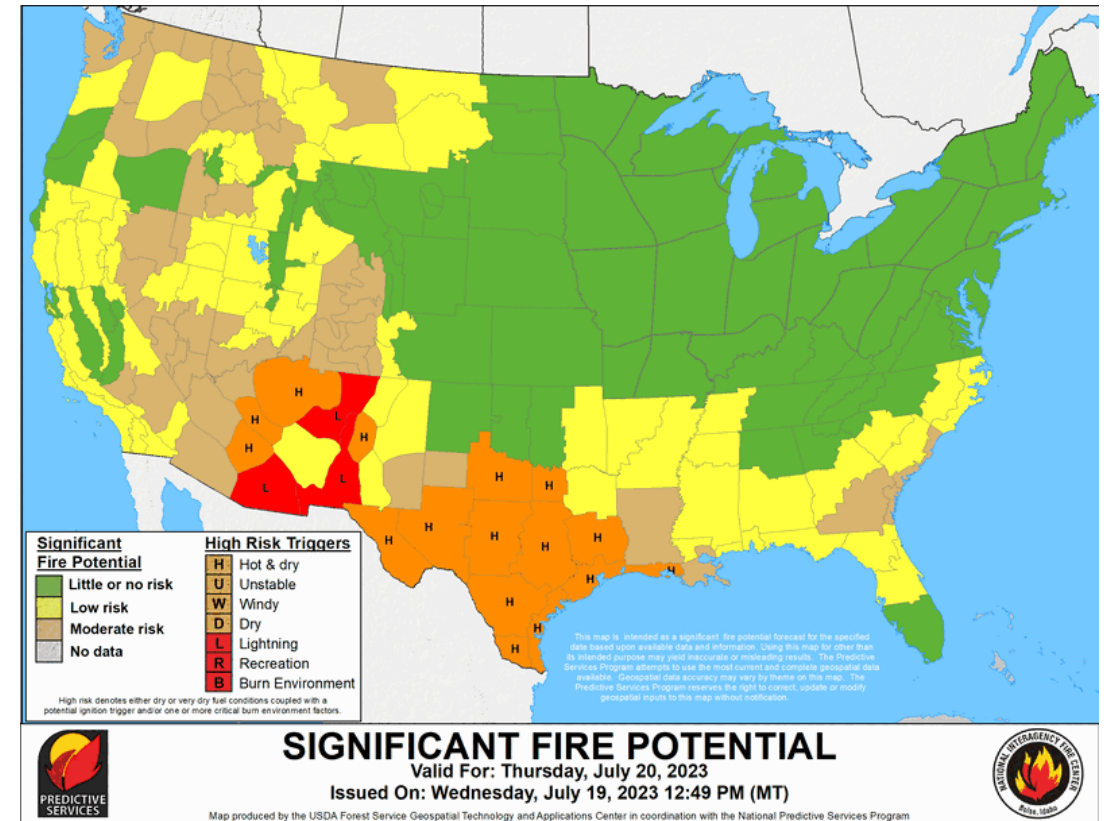 H
L
H
H
H
L
L
H
H
H
H
H
H
H
H
H
H
H
H
H
Significant
Fire Potential
Little or no risk
Low risk
Moderate risk
No data
High Risk Triggers
H Hot & dry
U Unstable
W Windy
D Dry
L Lightning
R Recreation
B Burn Environment
High risk denotes either dry or very dry fuel conditions coupled with a
potential ignition trigger and/or one or more critical burn environment factors.
This map is intended as a significant fire potential forecast for the specified
date based upon available data and information. Using this map for other than
its intended purpose may yield inaccurate or misleading results. The Predictive
Services Program attempts to use the most current and complete geospatial data
available. Geospatial data accuracy may vary by theme on this map. The
Predictive Services Program reserves the right to correct, update or modify
geospatial inputs to this map without notification.
PREDICTIVE
SERVICES
SIGNIFICANT FIRE POTENTIAL
Valid For: Thursday, July 20, 2023
Issued On: Wednesday, July 19, 2023 12:49 PM (MT)
Map produced by the USDA Forest Service Geospatial Technology and Applications Center in coordination with the National Predictive Services Program
NATIONAL INTERAGENCY FIRE CENTER
Boise, Idaho